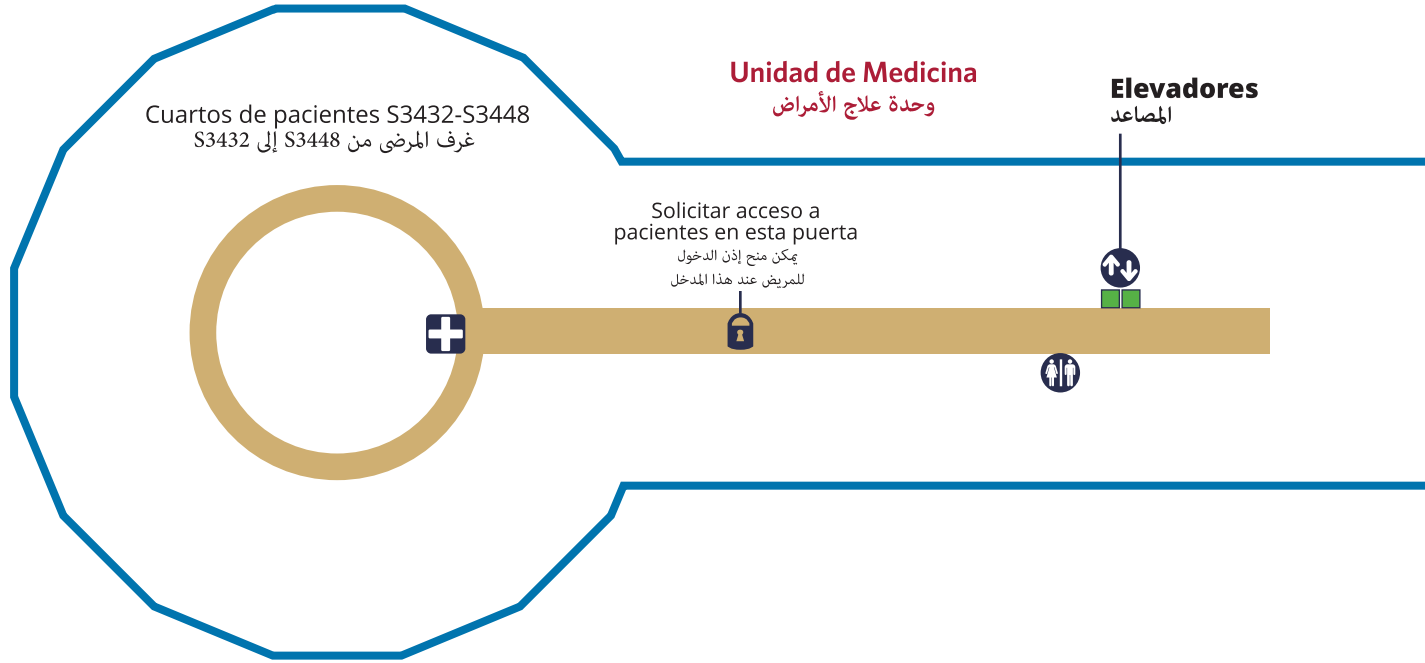 Unidad de Medicina
وحدة علاج الأمراض
Elevadores
المصاعد
Cuartos de pacientes S3432-S3448
غرف المرضى من S3448 إلى S3432
Solicitar acceso a
pacientes en esta puerta
يمكن منح إذن الدخول
للمريض عند هذا المدخل